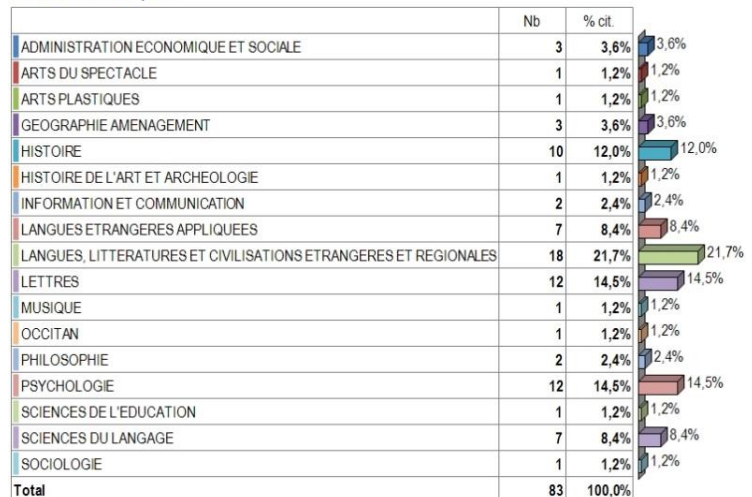 Nb % cit.
ADMINISTRATION ECONOMIQUE ET SOCIALE 3 3,6% 3,6%
ARTS DU SPECTACLE 1 1,2% 1,2%
ARTS PLASTIQUES 1 1,2% 1,2%
GEOGRAPHIE AMENAGEMENT 3 3,6% 3,6%
HISTOIRE 10 12,0% 12,0%
HISTOIRE DE L'ART ET ARCHEOLOGIE 1 1,2% 1,2%
INFORMATION ET COMMUNICATION 2 2,4% 2,4%
LANGUES ETRANGERES APPLIQUEES 7 8,4% 8,4%
LANGUES, LITTERATURES ET CIVILISATIONS ETRANGERES ET REGIONALES 18 21,7% 21,7%
LETTRES 12 14,5% 14,5%
MUSIQUE 1 1,2% 1,2%
OCCITAN 1 1,2% 1,2%
PHILOSOPHIE 2 2,4% 2,4%
PSYCHOLOGIE 12 14,5% 14,5%
SCIENCES DE L'EDUCATION 1 1,2% 1,2%
SCIENCES DU LANGAGE 7 8,4% 8,4%
SOCIOLOGIE 1 1,2% 1,2%
Total 83 100,0%